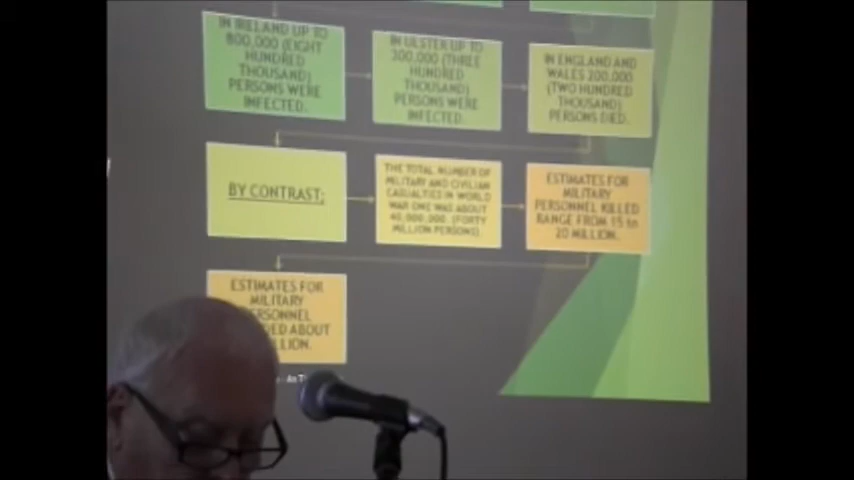 IN IRELAND UP TO
800,000 (EIGHT
HUNDRED
THOUSAND)
PERSONS WERE
INFECTED.
IN ULSTER UP TO
300,000 (THREE
HUNDRED
THOUSAND)
PERSONS WERE
INFECTED.
IN ENGLAND AND
WALES 200,000
(TWO HUNDRED
THOUSAND)
PERSONS DIED.
BY CONTRAST;
THE TOTAL NUMBER OF
MILITARY AND CIVILIAN
CASUALTIES IN WORLD
WAR ONE WAS ABOUT
40,000,000. (FORTY
MILLION PERSONS).
ESTIMATES FOR
MILITARY
PERSONNEL KILLED
RANGE FROM 15 to
20 MILLION.
ESTIMATES FOR
MILITARY
ABOUT